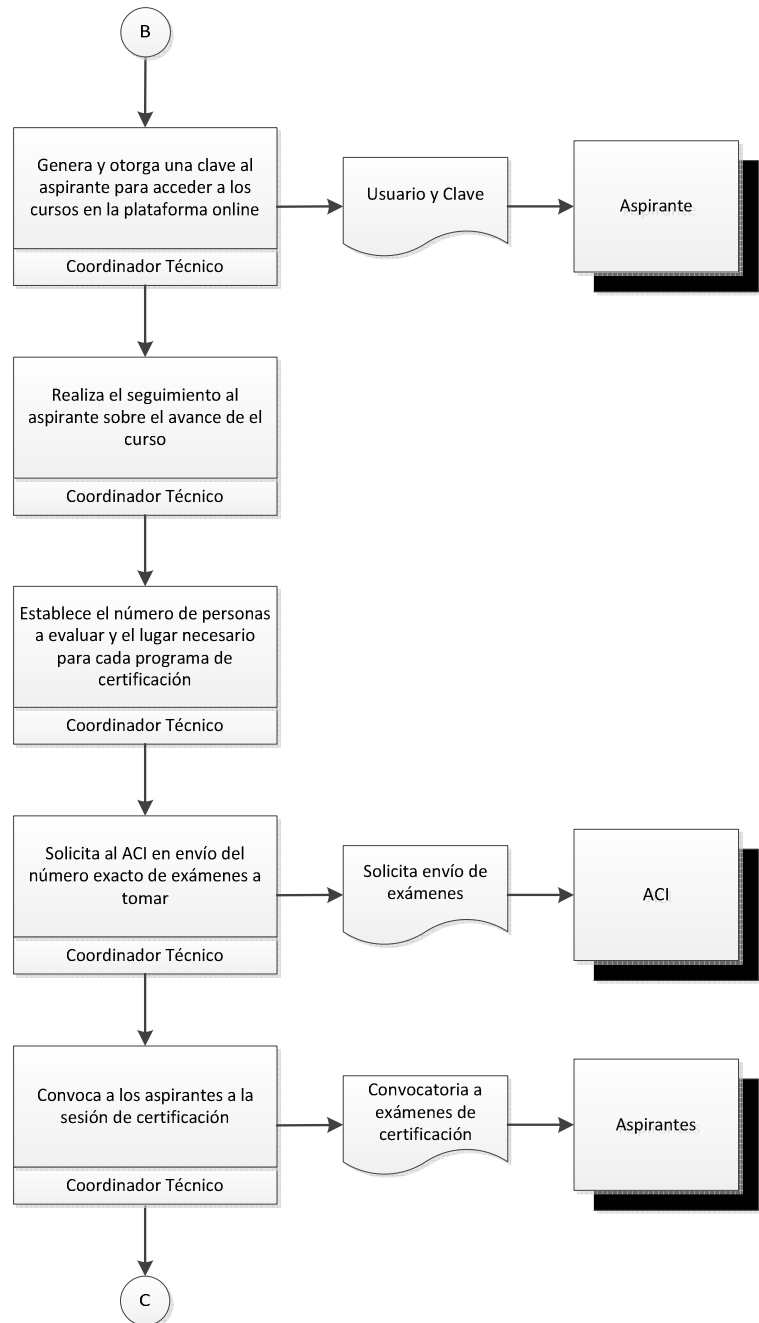 B
Genera y otorga una clave al
aspirante para acceder a los
cursos en la plataforma online
Coordinador Técnico
Usuario y Clave
Aspirante
Realiza el seguimiento al
aspirante sobre el avance de el
curso
Coordinador Técnico
Establece el número de personas
a evaluar y el lugar necesario
para cada programa de
certificación
Coordinador Técnico
Solicita al ACI en envío del
número exacto de exámenes a
tomar
Coordinador Técnico
Solicita envío de
exámenes
ACI
Convoca a los aspirantes a la
sesión de certificación
Coordinador Técnico
Convocatoria a
exámenes de
certificación
Aspirantes
C